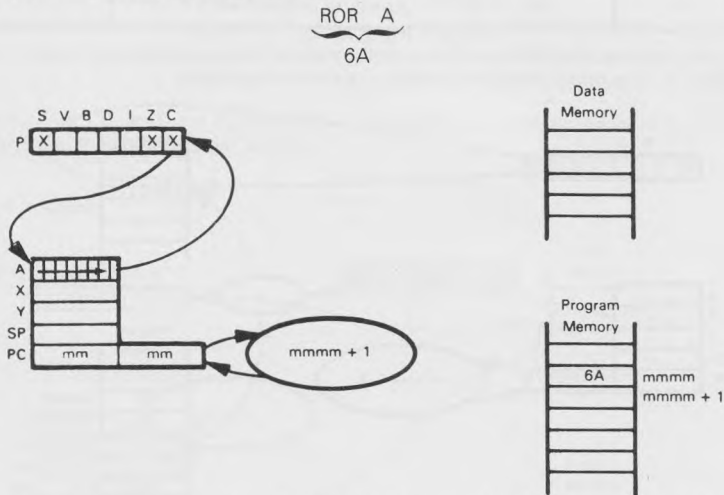 ROR A
6A
Data
Memory
S V B D I Z C
P X X X
A
X
Y
SP
PC mm mm
mmmm + 1
Program
Memory
6A mmmm
mmmm + 1